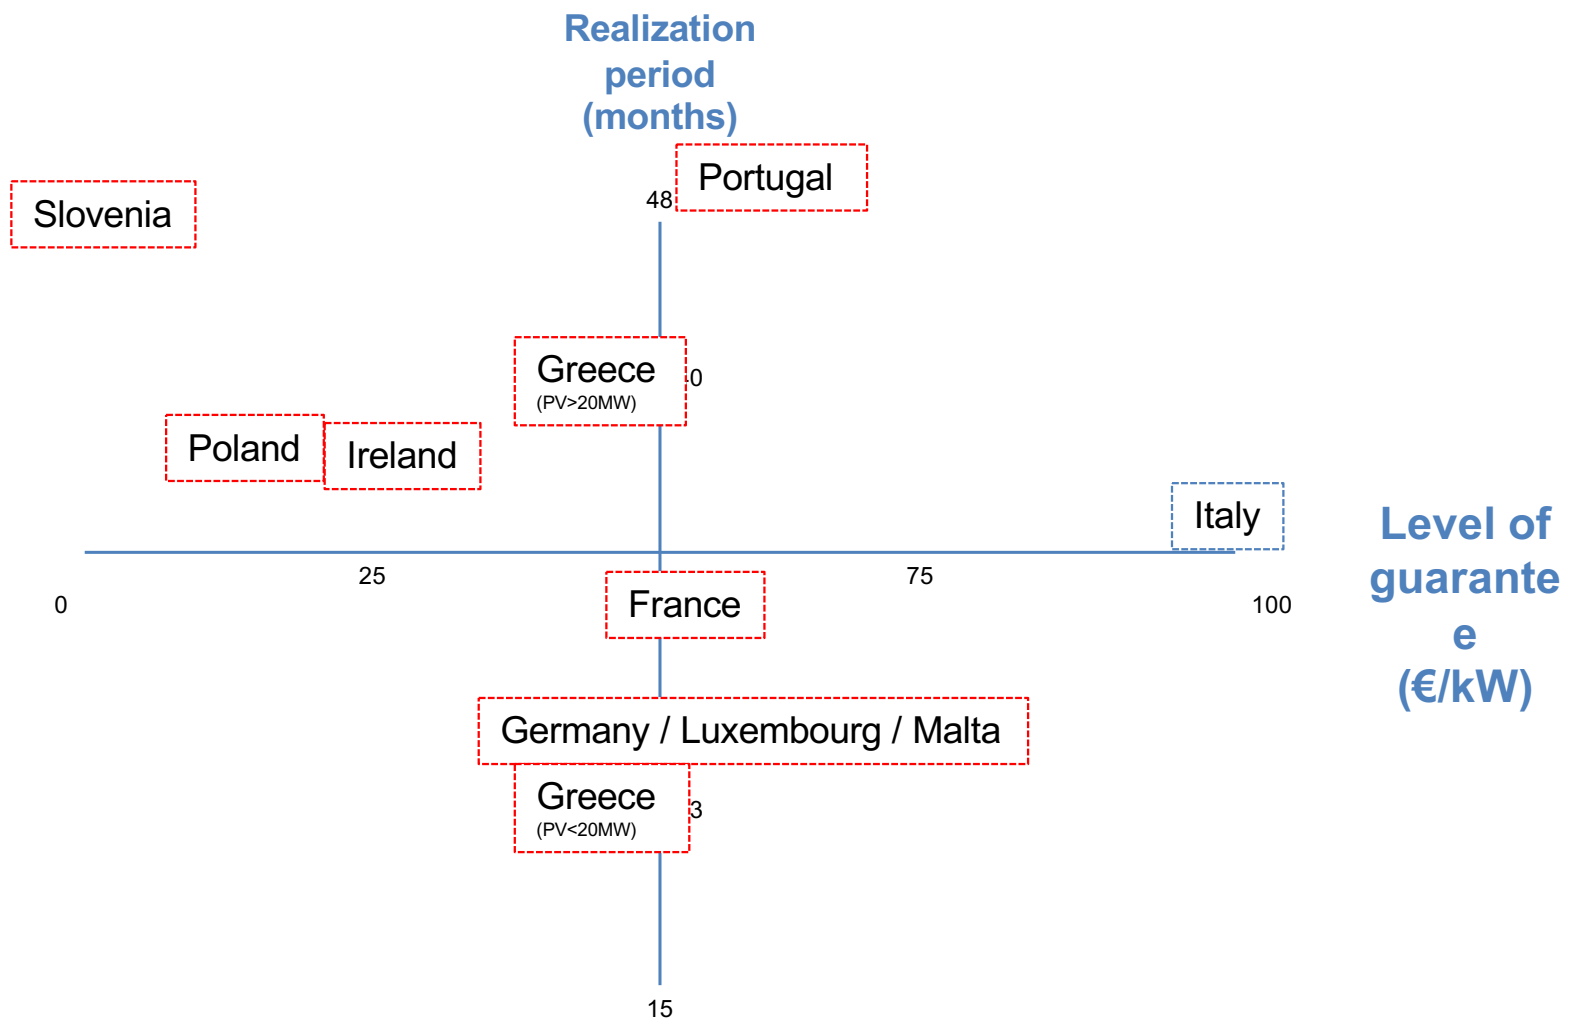 Realization
period
(months)
Portugal
48
Slovenia
Greece
(PV>20MW)
0
Poland
Ireland
Italy
Level of
guarante
e
(€/kW)
25
75
0
100
France
Germany / Luxembourg / Malta
Greece
(PV<20MW)
3
15